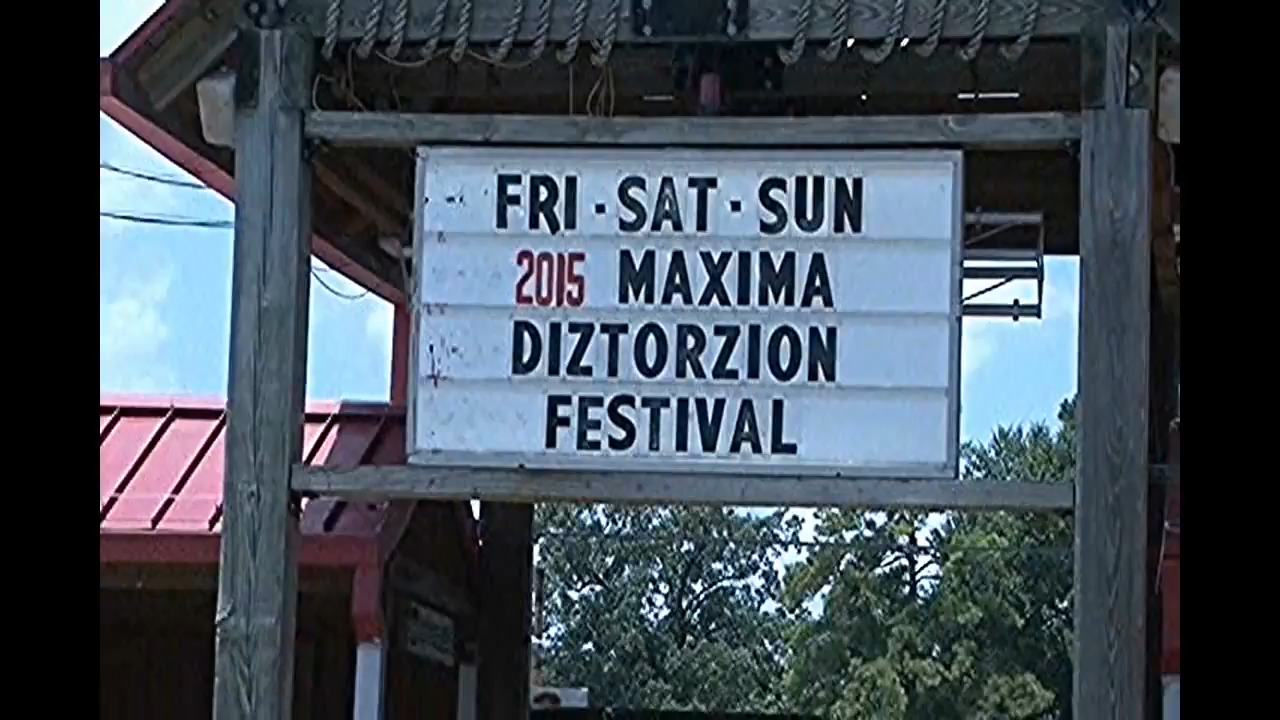 FRI - SAT - SUN
2015 MAXIMA
DIZTORZION
FESTIVAL